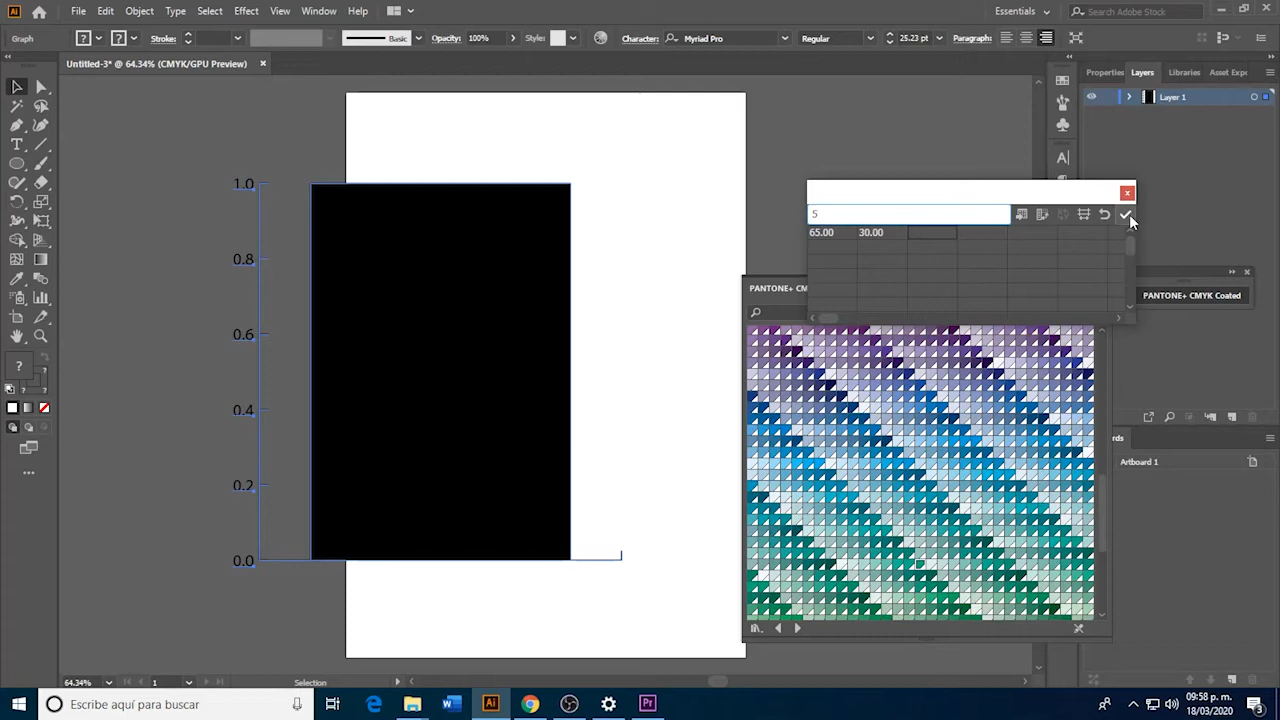 Ai File Edit Object Type Select Effect View Window Help Essentials Search Adobe Stock
Graph Stroke: Basic Opacity: 100% Style: Character: Myriad Pro Regular 25.23 pt Paragraph:
Untitled-3* @ 64.34% (CMYK/GPU Preview)
Properties Layers Libraries Asset Expo
Layer 1
1.0
0.8
0.6
0.4
0.2
0.0
5
65.00 30.00
PANTONE+ CM
PANTONE+ CMYK Coated
rds
Artboard 1
64.34% 1 Selection
Escribe aquí para buscar
09:58 p. m.
18/03/2020
3